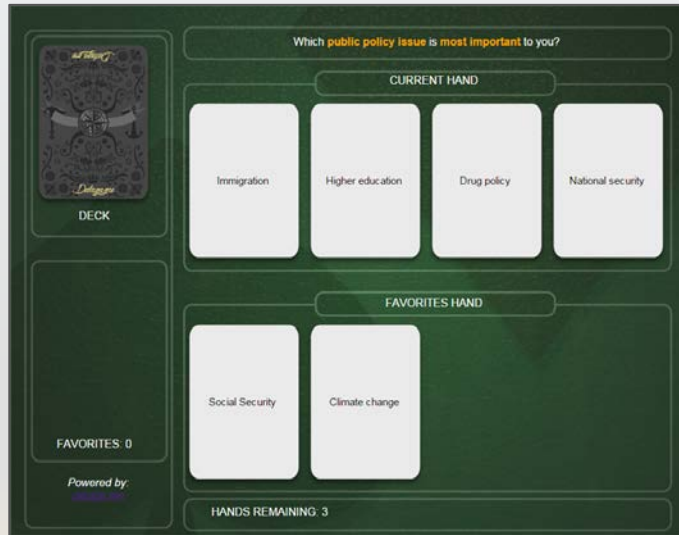 Which public policy issue is most important to you?
CURRENT HAND
Immigration
Higher education
Drug policy
National security
DECK
FAVORITES HAND
Social Security
Climate change
FAVORITES: 0
Powered by:
HANDS REMAINING: 3